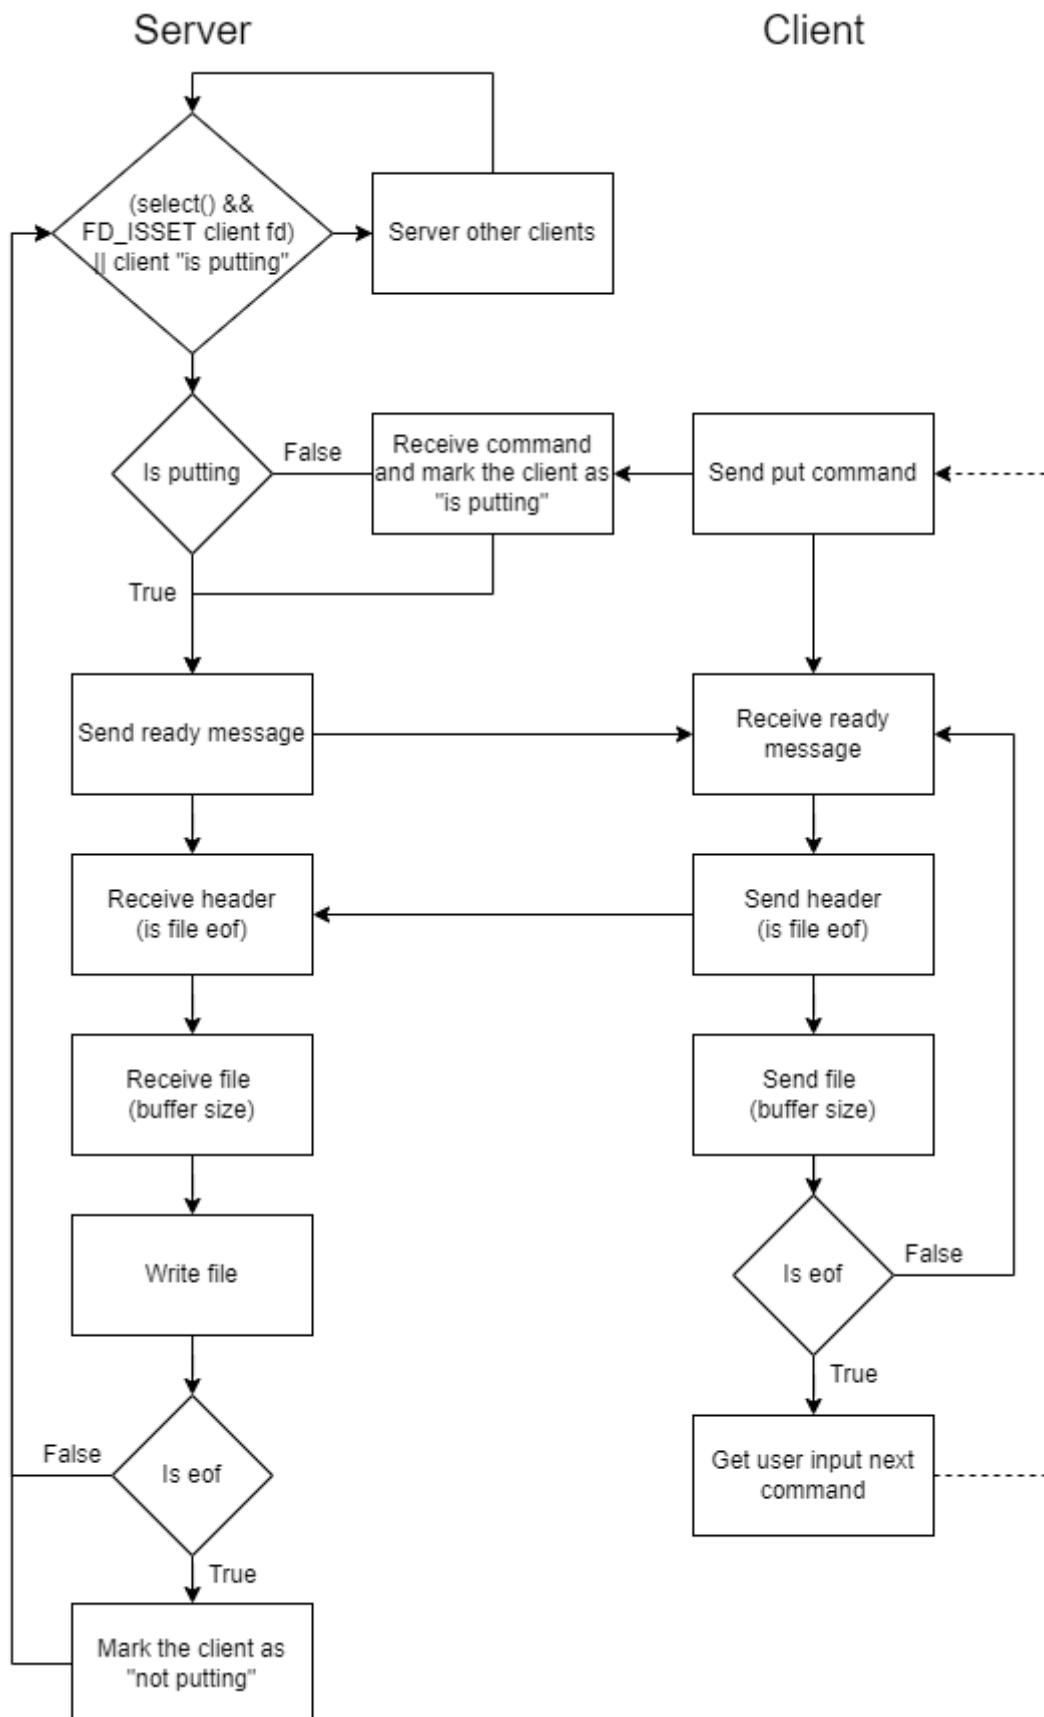 Server
Client
(select() &&
FD_ISSET client fd)
|| client "is putting"
Server other clients
Is putting
False
Receive command
and mark the client as
"is putting"
Send put command
True
Send ready message
Receive ready
message
Receive header
(is file eof)
Send header
(is file eof)
Receive file
(buffer size)
Send file
(buffer size)
Write file
Is eof
False
True
Is eof
False
True
Get user input next
command
Mark the client as
"not putting"